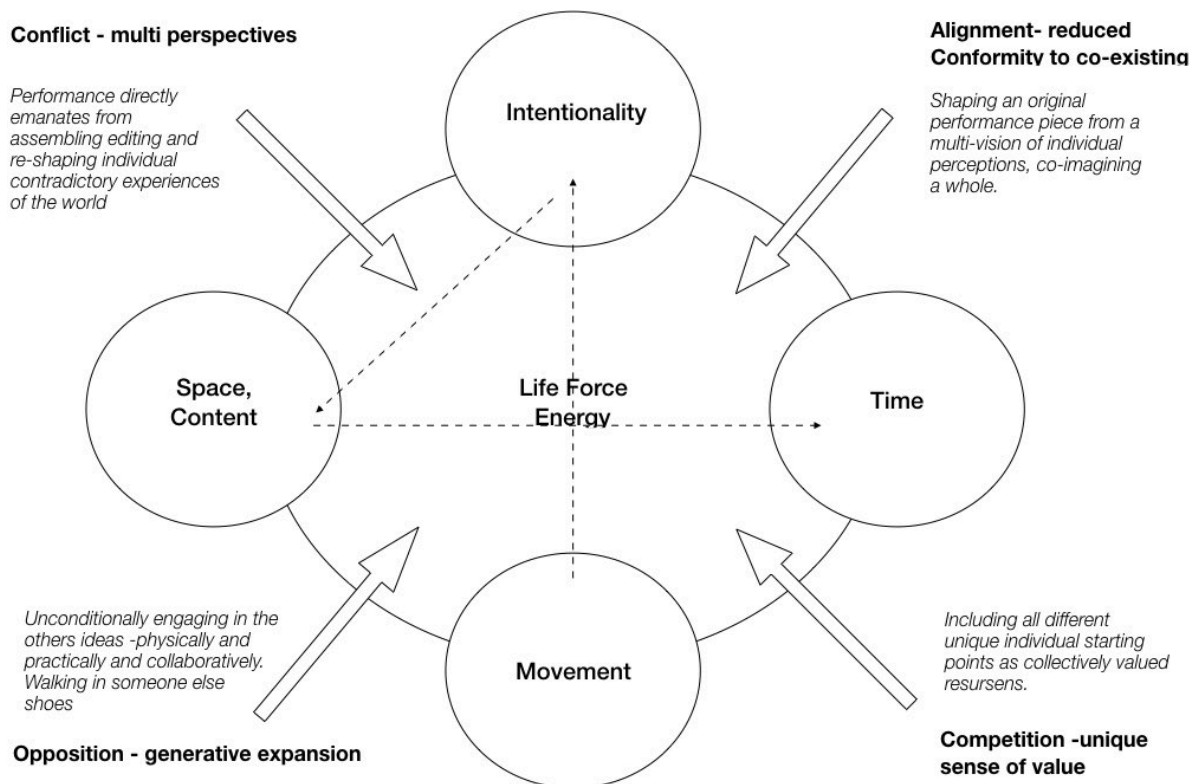 Conflict - multi perspectives
Performance directly
emanates from
assembling editing and
re-shaping individual
contradictory experiences
of the world
Alignment- reduced
Conformity to co-existing
Shaping an original
performance piece from a
multi-vision of individual
perceptions, co-imagining
a whole.
Intentionality
Space,
Content
Life Force
Energy
Time
Movement
Unconditionally engaging in the
others ideas -physically and
practically and collaboratively.
Walking in someone else
shoes
Opposition - generative expansion
Including all different
unique individual starting
points as collectively valued
resursens.
Competition -unique
sense of value